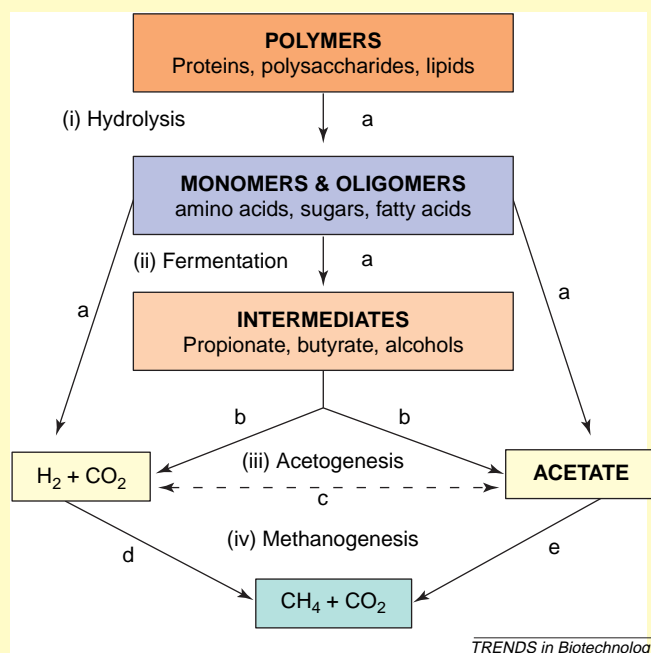 POLYMERS
Proteins, polysaccharides, lipids
(i) Hydrolysis
a
MONOMERS & OLIGOMERS
amino acids, sugars, fatty acids
(ii) Fermentation
a
a
a
INTERMEDIATES
Propionate, butyrate, alcohols
b
b
H2 + CO2
(iii) Acetogenesis
ACETATE
c
d
(iv) Methanogenesis
e
CH4 + CO2
TRENDS in Biotechnolog